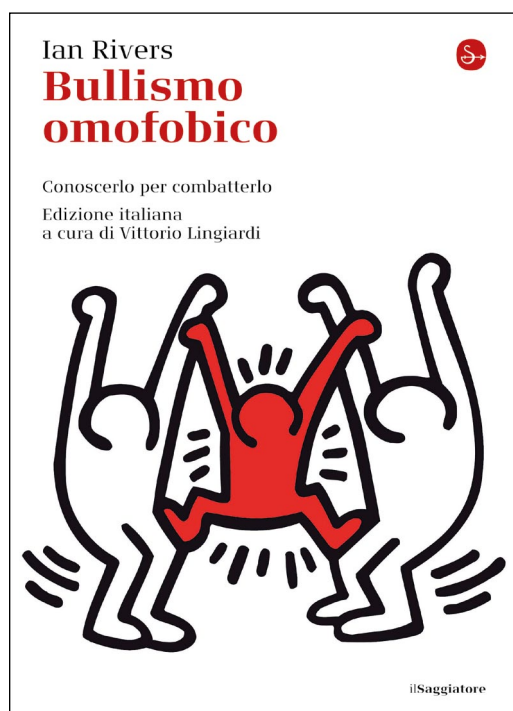 Ian Rivers
Bullismo
omofobico
Conoscerlo per combatterlo
Edizione italiana
a cura di Vittorio Lingiardi
ilSaggiatore